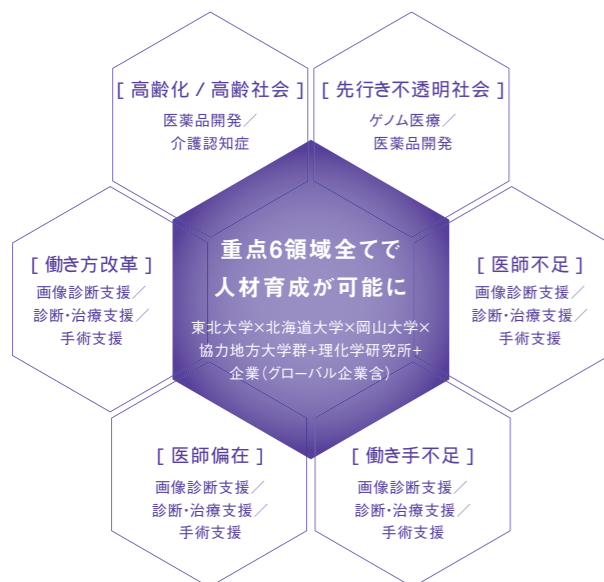 [ 高齢化 / 高齢社会 ]
医薬品開発／
介護認知症
[ 先行き不透明社会 ]
ゲノム医療／
医薬品開発
[ 働き方改革 ]
画像診断支援／
診断・治療支援／
手術支援
重点6領域全てで
人材育成が可能に
東北大学×北海道大学×岡山大学×
協力地方大学群+理化学研究所+
企業（グローバル企業含）
[ 医師不足 ]
画像診断支援／
診断・治療支援／
手術支援
[ 医師偏在 ]
画像診断支援／
診断・治療支援／
手術支援
[ 働き手不足 ]
画像診断支援／
診断・治療支援／
手術支援